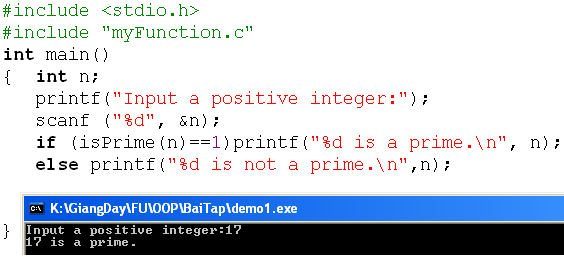 #include <stdio.h>
#include "myFunction.c"
int main()
{ int n;
printf("Input a positive integer:");
scanf ("%d", &n);
if (isPrime(n)==1)printf("%d is a prime.\n", n);
else printf("%d is not a prime.\n",n);
K:\GiangDay\FU\OOP\BaiTap\demo1.exe
}
Input a positive integer:17
17 is a prime.